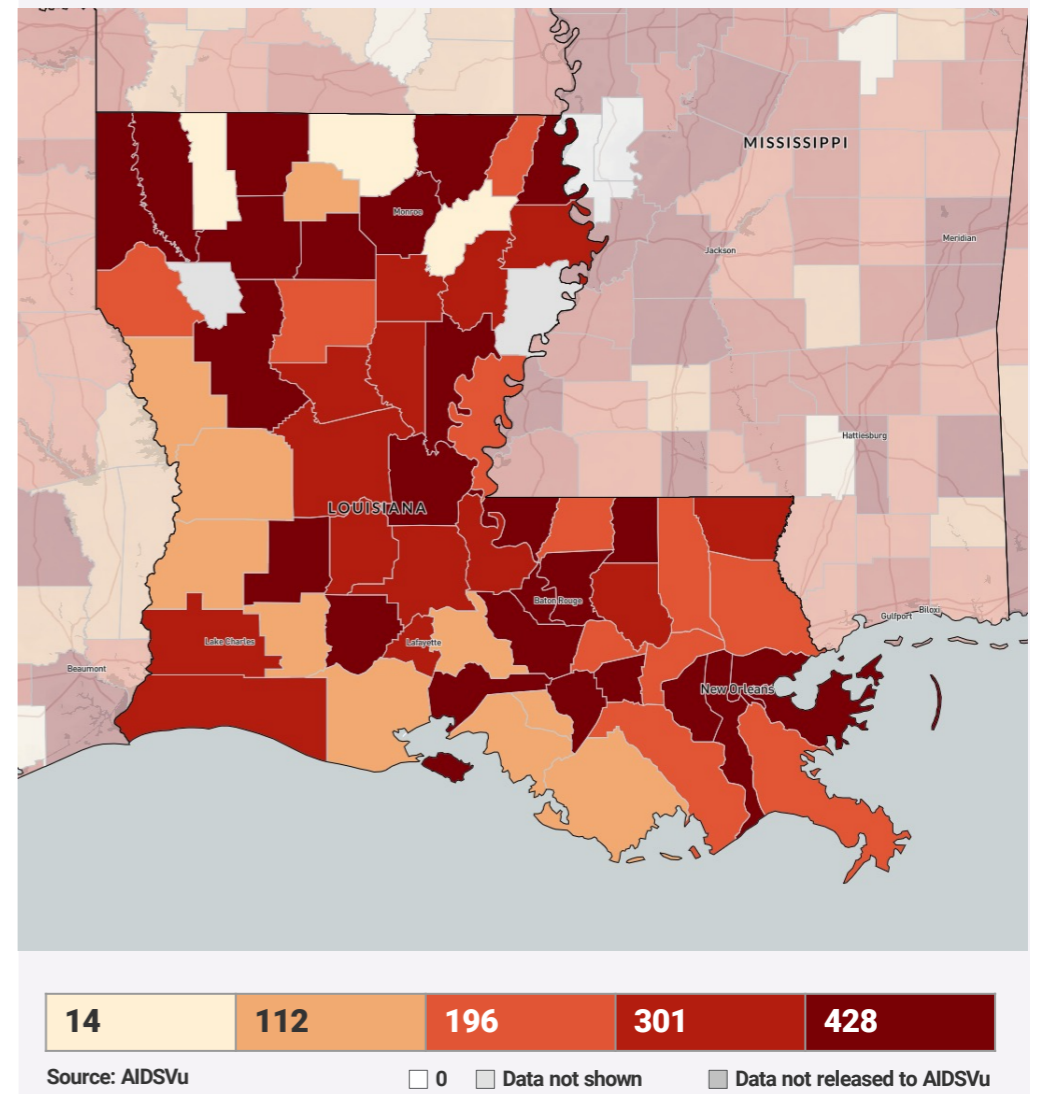 MISSISSIPPI
Monroe
Jackson
Meridian
Hattiesburg
LOUISIANA
Baton Rouge
Gulfport
Biloxi
Lake Charles
Lafayette
Beaumont
New Orleans
14 112 196 301 428
Source: AIDSVu
0 Data not shown Data not released to AIDSVu